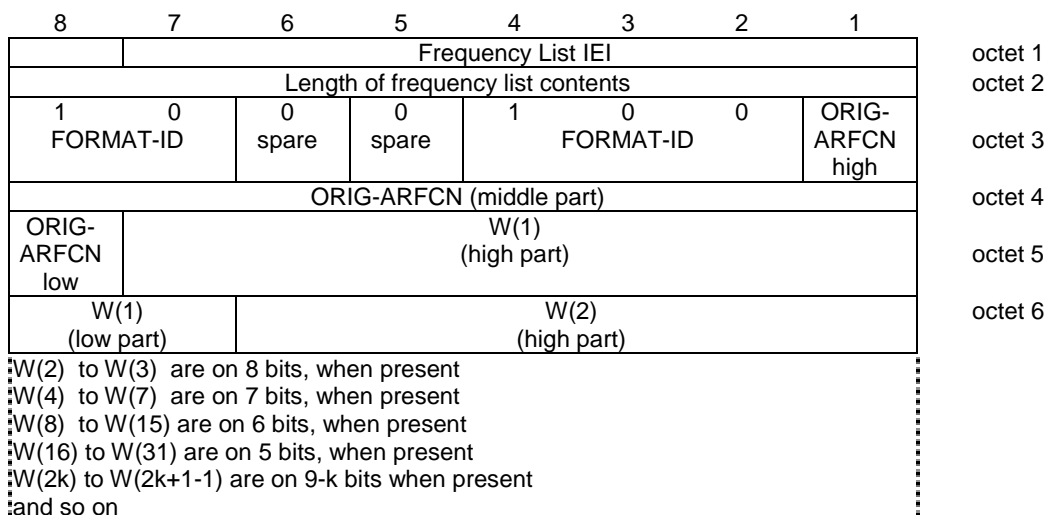 8 7 6 5 4 3 2 1
Frequency List IEI octet 1
Length of frequency list contents octet 2
1 0 0 0 1 0 0 ORIG-
FORMAT-ID spare spare FORMAT-ID ARFCN octet 3
high
ORIG-ARFCN (middle part) octet 4
ORIG- W(1)
ARFCN (high part) octet 5
low
W(1) W(2) octet 6
(low part) (high part)
W(2) to W(3) are on 8 bits, when present
W(4) to W(7) are on 7 bits, when present
W(8) to W(15) are on 6 bits, when present
W(16) to W(31) are on 5 bits, when present
W(2k) to W(2k+1-1) are on 9-k bits when present
and so on